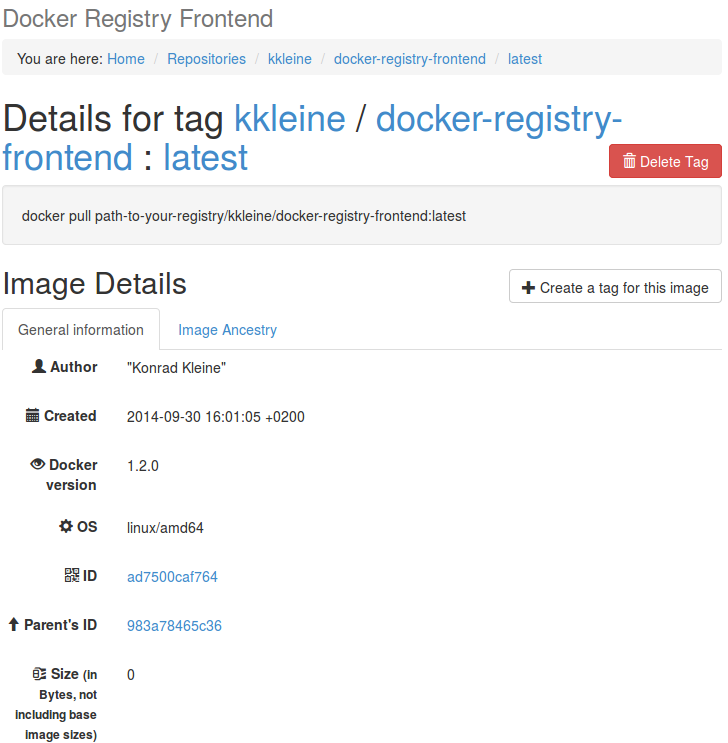 Docker Registry Frontend
You are here: Home / Repositories / kkleine / docker-registry-frontend / latest
Details for tag kkleine / docker-registry-
frontend : latest
Delete Tag
docker pull path-to-your-registry/kkleine/docker-registry-frontend:latest
Image Details
Create a tag for this image
General information
Image Ancestry
Author "Konrad Kleine"
Created 2014-09-30 16:01:05 +0200
Docker 1.2.0
version
OS linux/amd64
ID ad7500caf764
Parent's ID 983a78465c36
Size (in 0
Bytes, not
including base
image sizes)